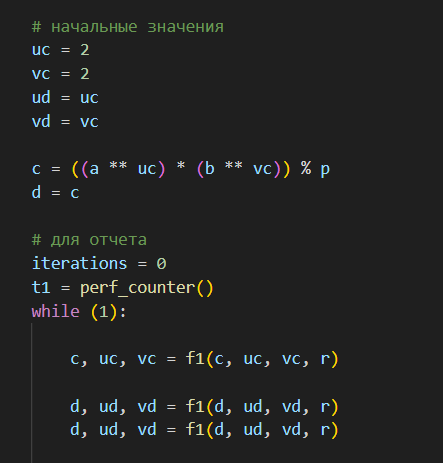 # начальные значения
uc = 2
vc = 2
ud = uc
vd = vc
c = ((a ** uc) * (b ** vc)) % p
d = c
# для отчета
iterations = 0
t1 = perf_counter()
while (1):
c, uc, vc = f1(c, uc, vc, r)
d, ud, vd = f1(d, ud, vd, r)
d, ud, vd = f1(d, ud, vd, r)